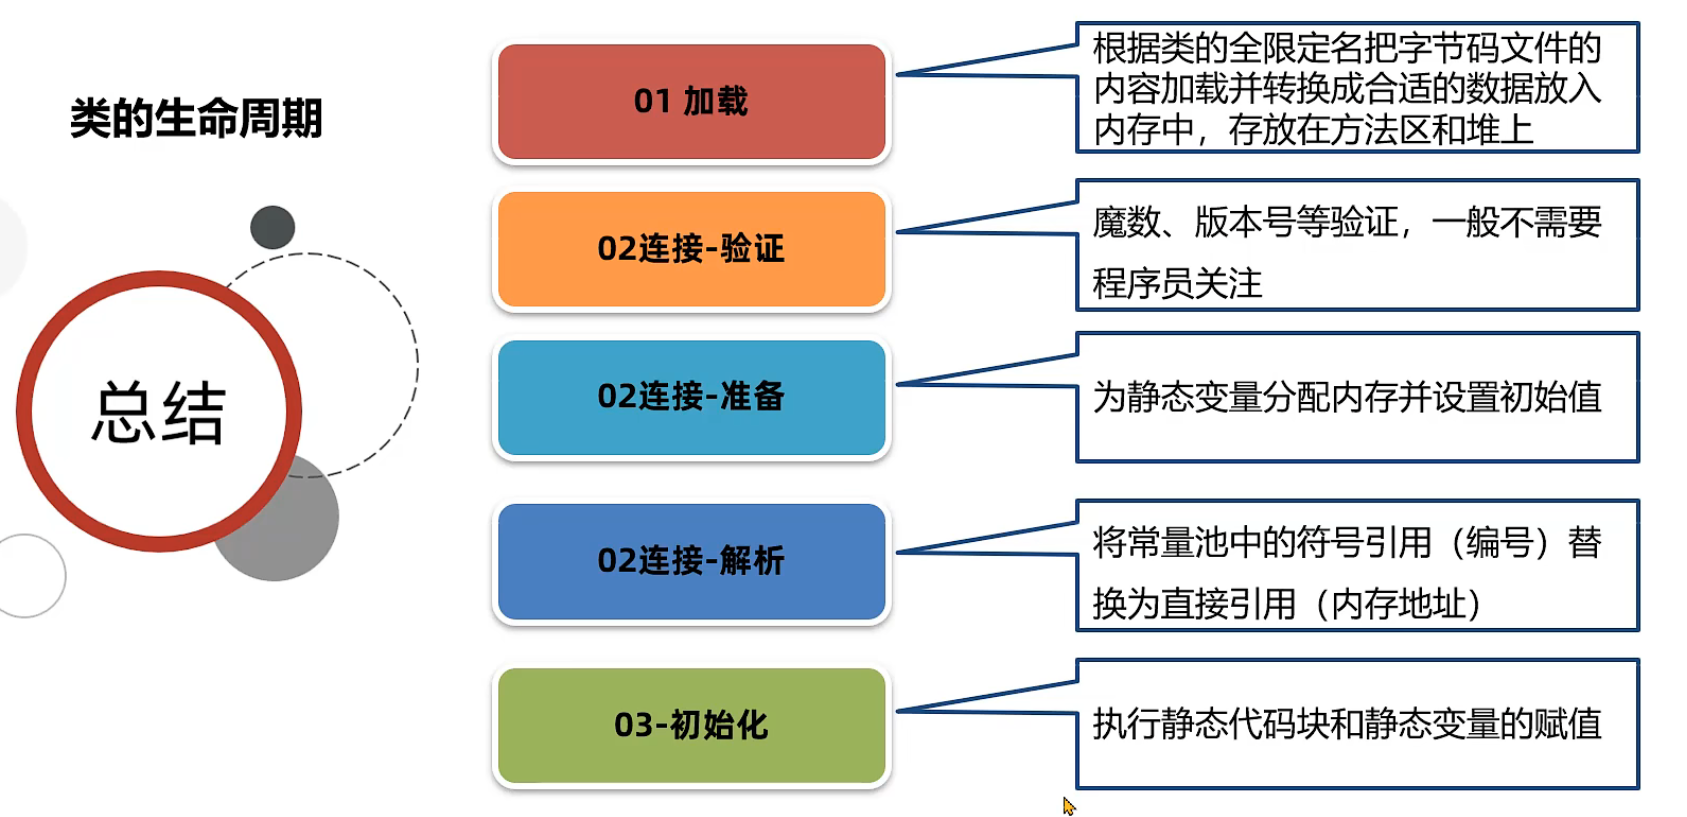 类的生命周期
总结
01 加载
根据类的全限定名把字节码文件的
内容加载并转换成合适的数据放入
内存中，存放在方法区和堆上
02连接-验证
魔数、版本号等验证，一般不需要
程序员关注
02连接-准备
为静态变量分配内存并设置初始值
02连接-解析
将常量池中的符号引用（编号）替
换为直接引用（内存地址）
03-初始化
执行静态代码块和静态变量的赋值